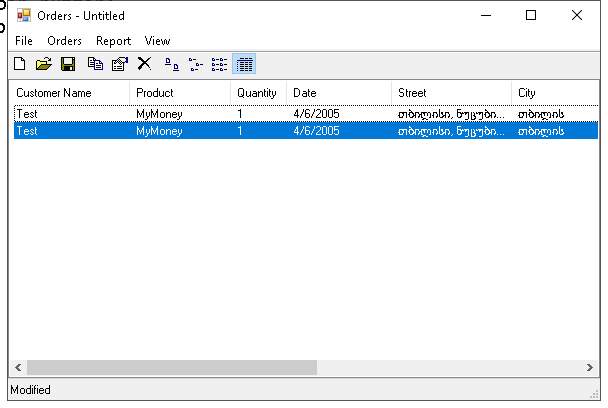 Orders - Untitled
File Orders Report View
Customer Name Product Quantity Date Street City
Test MyMoney 1 4/6/2005 თბილისი, ნუცუბი... თბილის
Test MyMoney 1 4/6/2005 თბილისი, ნუცუბი... თბილის
Modified